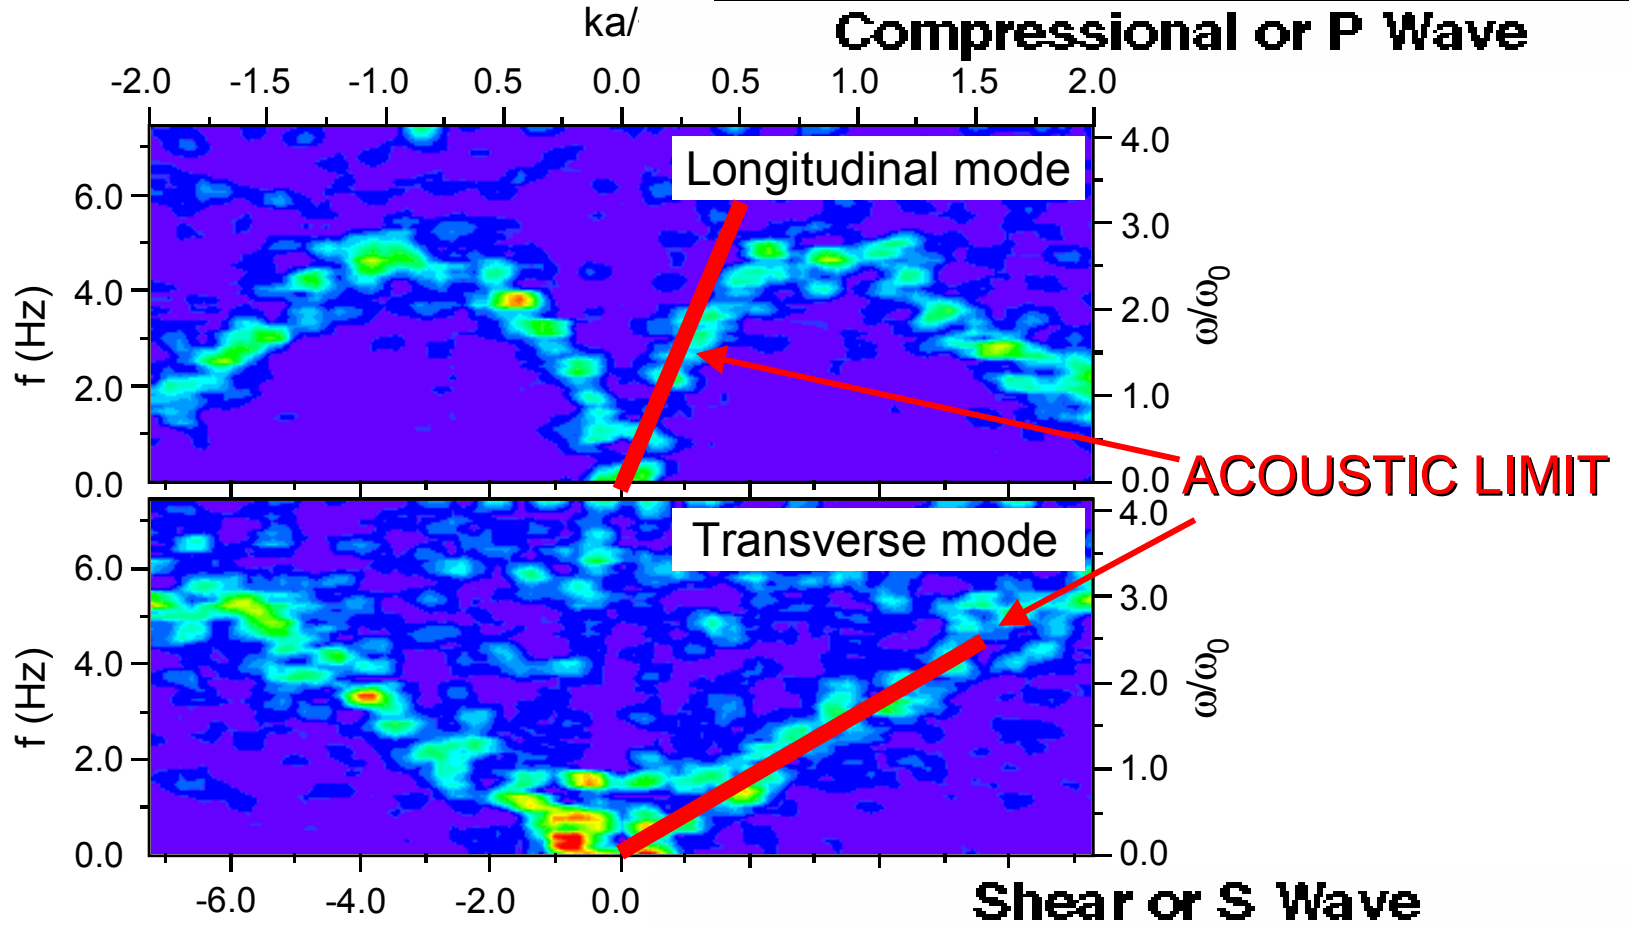 ka/
Compressional or P Wave
-2.0 -1.5 -1.0 0.5 0.0 0.5 1.0 1.5 2.0
Longitudinal mode
4.0
6.0
3.0
4.0
2.0
f (Hz)
ω/ω0
2.0
1.0
0.0
0.0
ACOUSTIC LIMIT
4.0
Transverse mode
6.0
3.0
4.0
2.0
f (Hz)
ω/ω0
2.0
1.0
0.0
0.0
-6.0 -4.0 -2.0 0.0
Shear or S Wave